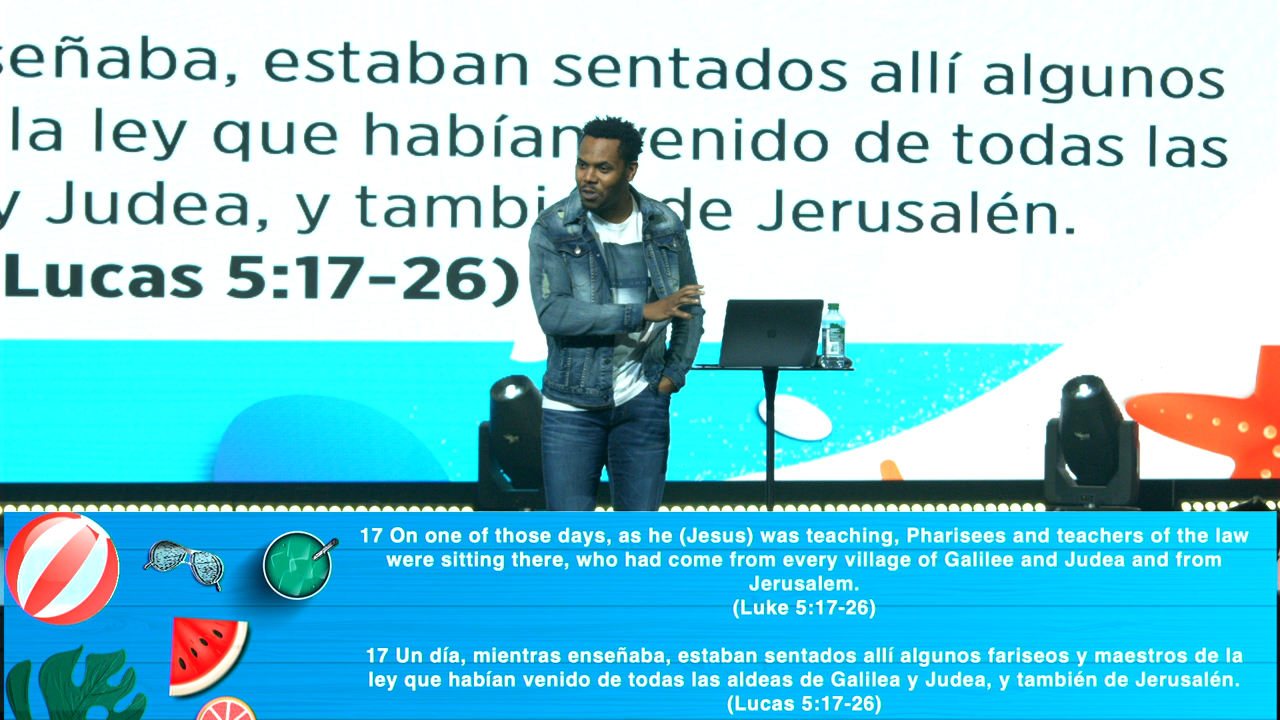 señaba, estaban sentados allí algunos
la ley que habían venido de todas las
y Judea, y de Jerusalén.
(Lucas 5:17-26)
17 On one of those days, as he (Jesus) was teaching, Pharisees and teachers of the law
were sitting there, who had come from every village of Galilee and Judea and from
Jerusalem.
(Luke 5:17-26)
17 Un día, mientras enseñaba, estaban sentados allí algunos fariseos y maestros de la
ley que habían venido de todas las aldeas de Galilea y Judea, y también de Jerusalén.
(Lucas 5:17-26)